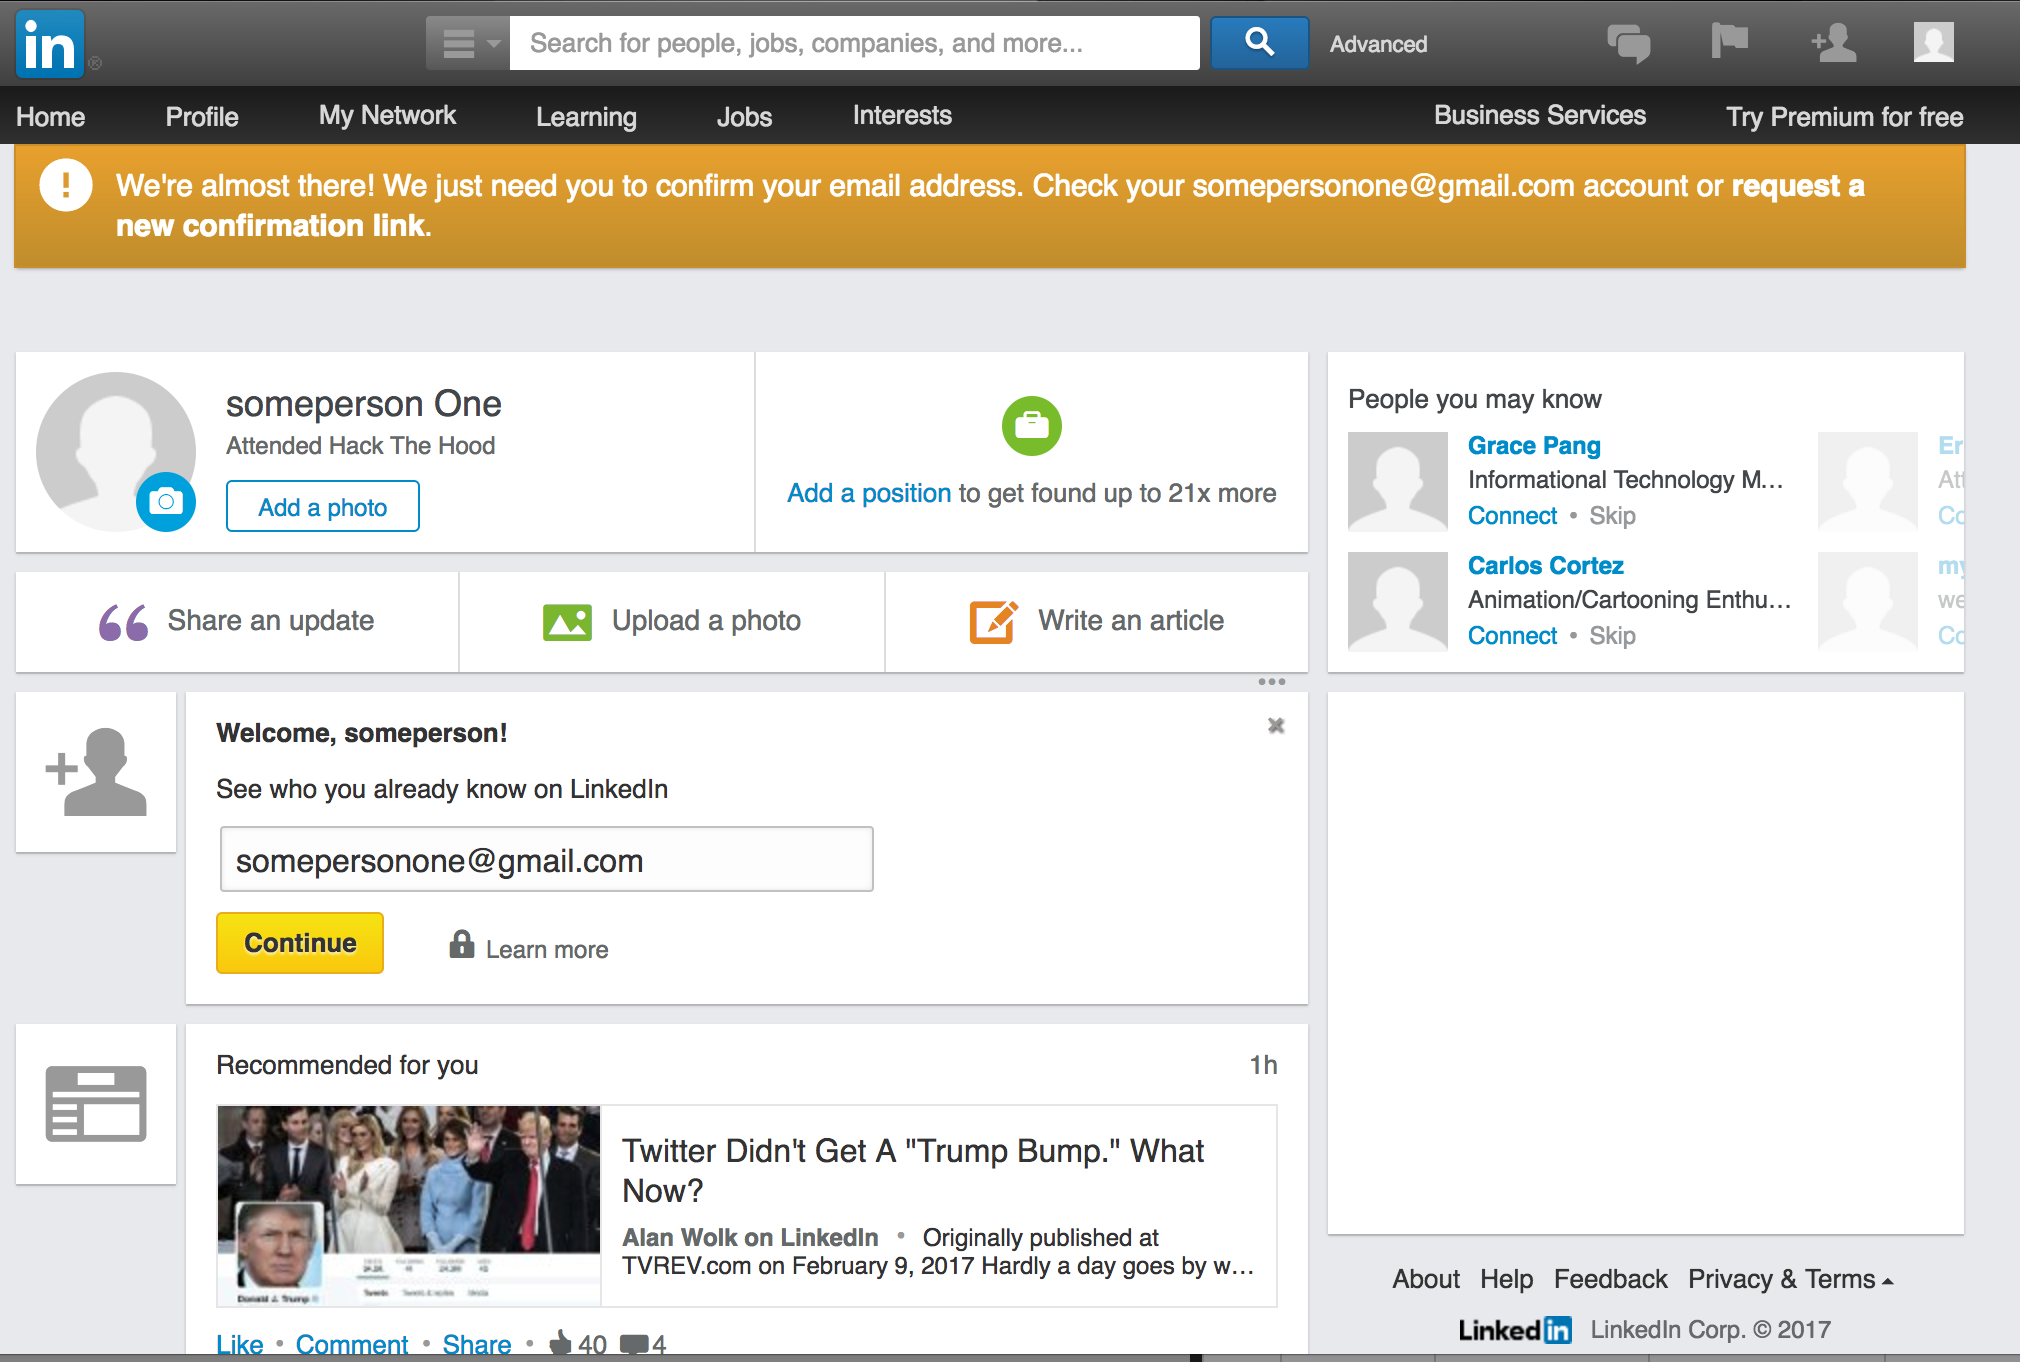 in
®
Search for people, jobs, companies, and more...
Advanced
Home
Profile
My Network
Learning
Jobs
Interests
Business Services
Try Premium for free
We're almost there! We just need you to confirm your email address. Check your somepersonone@gmail.com account or request a
new confirmation link.
someperson One
Attended Hack The Hood
Add a photo
Add a position to get found up to 21x more
People you may know
Grace Pang
Informational Technology M...
Connect • Skip
Carlos Cortez
Animation/Cartooning Enthu...
Connect • Skip
Share an update
Upload a photo
Write an article
Welcome, someperson!
See who you already know on LinkedIn
somepersonone@gmail.com
Continue
Learn more
Recommended for you
1h
Twitter Didn't Get A "Trump Bump." What
Now?
Alan Wolk on LinkedIn • Originally published at
TVREV.com on February 9, 2017 Hardly a day goes by w...
Donald J. Trump
Like • Comment • Share • 40 4
About Help Feedback Privacy & Terms
LinkedIn LinkedIn Corp. © 2017